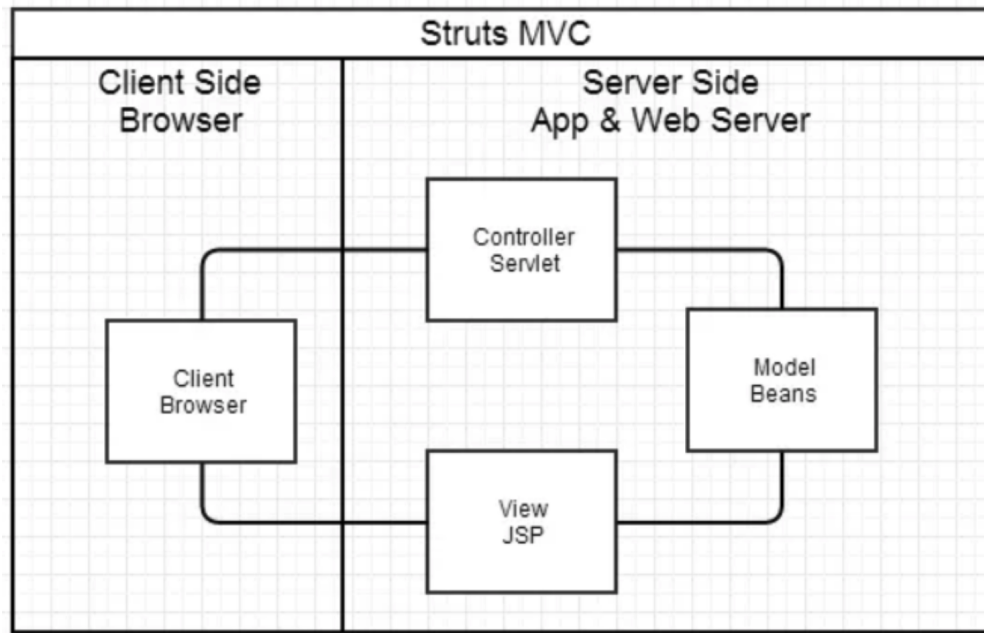 Struts MVC
Client Side
Browser
Server Side
App & Web Server
Controller
Servlet
Client
Browser
Model
Beans
View
JSP